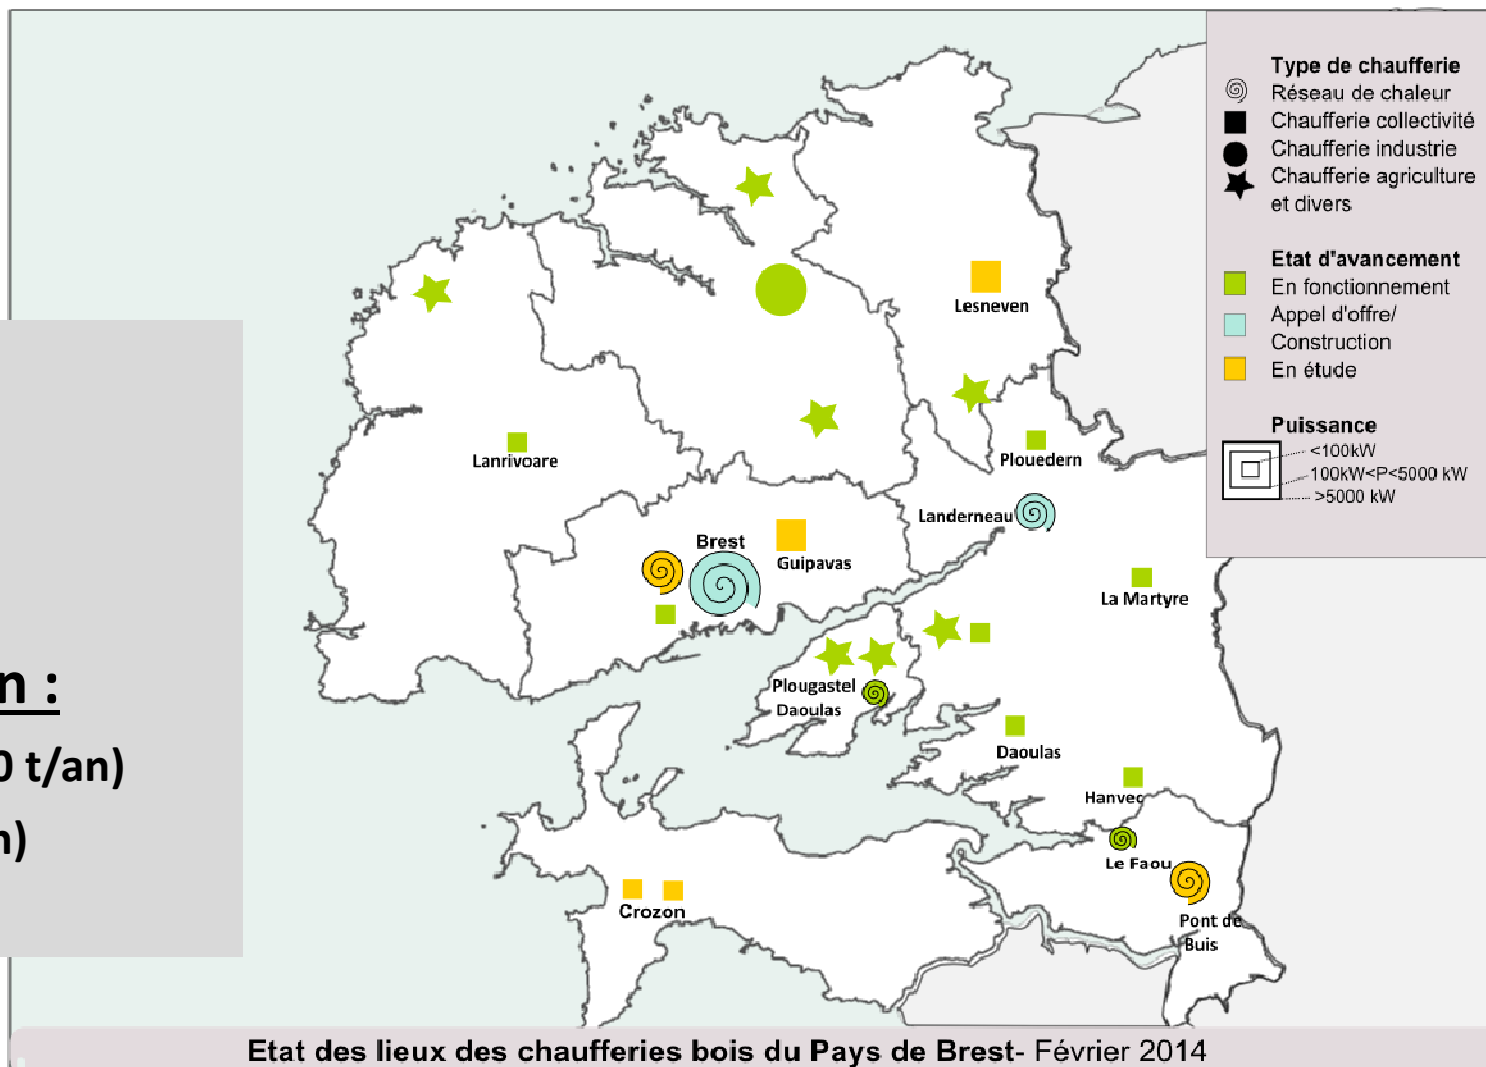 Type de chaufferie
Réseau de chaleur
Chaufferie collectivité
Chaufferie industrie
Chaufferie agriculture
et divers
Etat d'avancement
En fonctionnement
Appel d'offre/
Construction
En étude
Puissance
<100kW
100kW<P<5000 kW
>5000 kW
Lesneven
Lanrivoare
Plouedern
Landerneau
Brest
Guipavas
La Martyre
n :
0 t/an)
n)
Plougastel
Daoulas
Daoulas
Hanvec
Le Faou
Crozon
Pont de
Buis
Etat des lieux des chaufferies bois du Pays de Brest- Février 2014